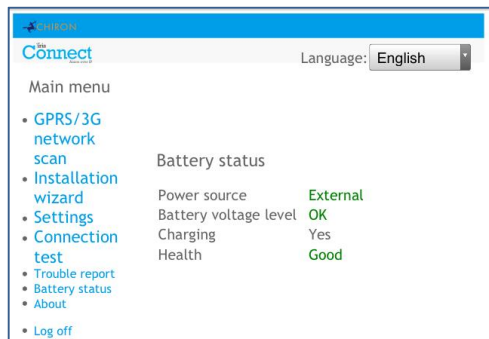 CHIRON
Connect
Language: English
Main menu
GPRS/3G
network
scan
Installation
wizard
Settings
Connection
test
Trouble report
Battery status
About
Log off
Battery status
Power source External
Battery voltage level OK
Charging Yes
Health Good